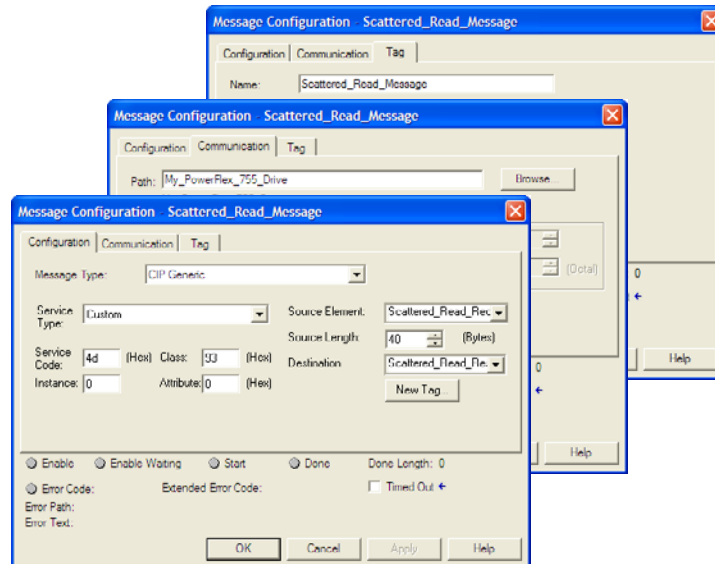 Message Configuration - Scattered_Read_Message
Configuration Communication Tag
Name: Scattered_Read_Message
Message Configuration - Scattered_Read_Message
Configuration Communication Tag
Path: My_PowerFlex_755_Drive Browse...
(Octal)
0
Help
0
Help
Message Configuration - Scattered_Read_Message
Configuration Communication Tag
Message Type: CIP Generic
Service Type: Custom Source Element: Scattered_Read_Rec
Source Length: 40 (Bytes)
Service Code: 4d (Hex) Class: 93 (Hex) Destination Scattered_Read_Re
Instance: 0 Attribute: 0 (Hex) New Tag...
Enable Enable Waiting Start Done Done Length: 0
Error Code: Extended Error Code: Timed Out
Error Path:
Error Text:
OK Cancel Apply Help